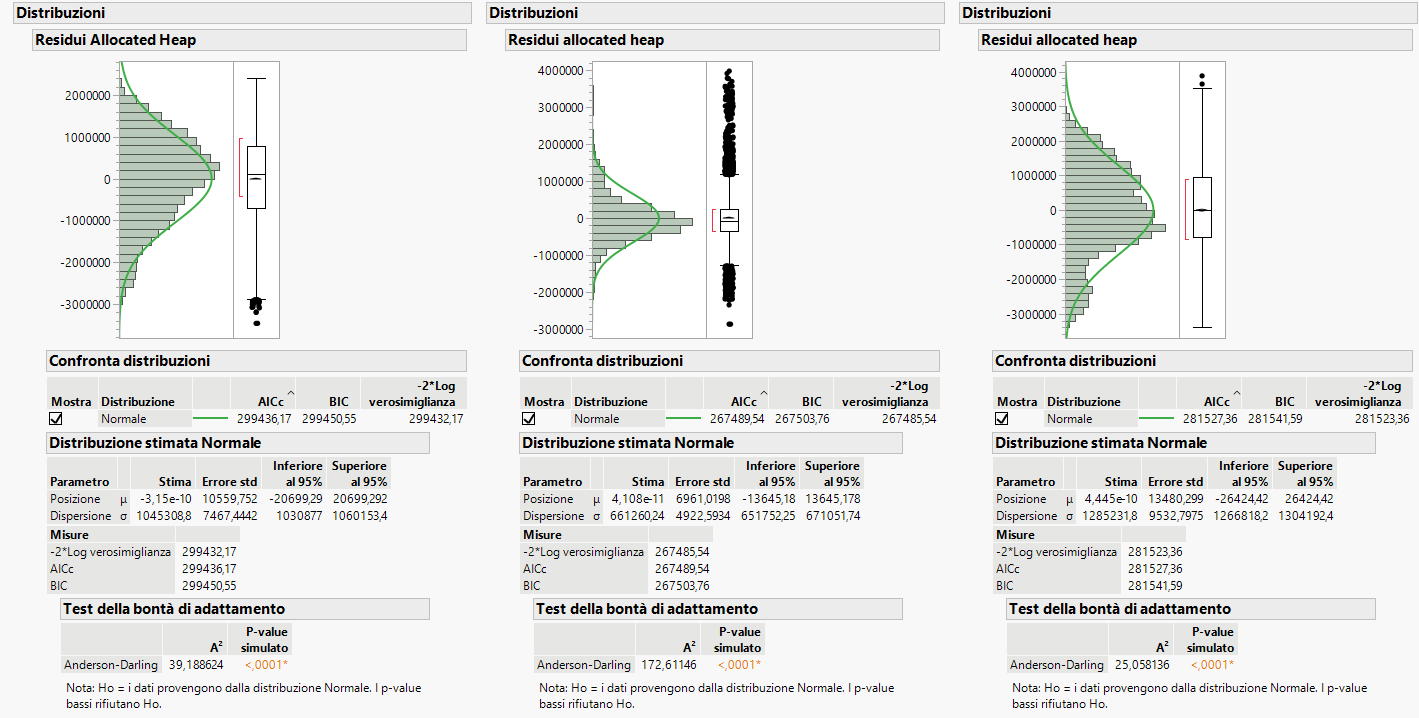 Distribuzioni
Residui Allocated Heap
2000000
1000000
0
-1000000
-2000000
-3000000
Confronta distribuzioni
Mostra Distribuzione AICc BIC -2*Log verosimiglianza
Normale 299436,17 299450,55 299432,17
Distribuzione stimata Normale
Parametro Stima Errore std Inferiore al 95% Superiore al 95%
Posizione μ -3,15e-10 10559,752 -20699,29 20699,292
Dispersione σ 1045308,8 7467,4442 1030877 1060153,4
Misure
-2*Log verosimiglianza 299432,17
AICc 299436,17
BIC 299450,55
Test della bontà di adattamento
A² P-value simulato
Anderson-Darling 39,188624 <,0001*
Nota: Ho = i dati provengono dalla distribuzione Normale. I p-value
bassi rifiutano Ho.
Distribuzioni
Residui allocated heap
4000000
3000000
2000000
1000000
0
-1000000
-2000000
-3000000
Confronta distribuzioni
Mostra Distribuzione AICc BIC -2*Log verosimiglianza
Normale 267489,54 267503,76 267485,54
Distribuzione stimata Normale
Parametro Stima Errore std Inferiore al 95% Superiore al 95%
Posizione μ 4,108e-11 6961,0198 -13645,18 13645,178
Dispersione σ 661260,24 4922,5934 651752,25 671051,74
Misure
-2*Log verosimiglianza 267485,54
AICc 267489,54
BIC 267503,76
Test della bontà di adattamento
A² P-value simulato
Anderson-Darling 172,61146 <,0001*
Nota: Ho = i dati provengono dalla distribuzione Normale. I p-value
bassi rifiutano Ho.
Distribuzioni
Residui allocated heap
4000000
3000000
2000000
1000000
0
-1000000
-2000000
-3000000
Confronta distribuzioni
Mostra Distribuzione AICc BIC -2*Log verosimiglianza
Normale 281527,36 281541,59 281523,36
Distribuzione stimata Normale
Parametro Stima Errore std Inferiore al 95% Superiore al 95%
Posizione μ 4,445e-10 13480,299 -26424,42 26424,42
Dispersione σ 1285231,8 9532,7975 1266818,2 1304192,4
Misure
-2*Log verosimiglianza 281523,36
AICc 281527,36
BIC 281541,59
Test della bontà di adattamento
A² P-value simulato
Anderson-Darling 25,058136 <,0001*
Nota: Ho = i dati provengono dalla distribuzione Normale. I p-value
bassi rifiutano Ho.